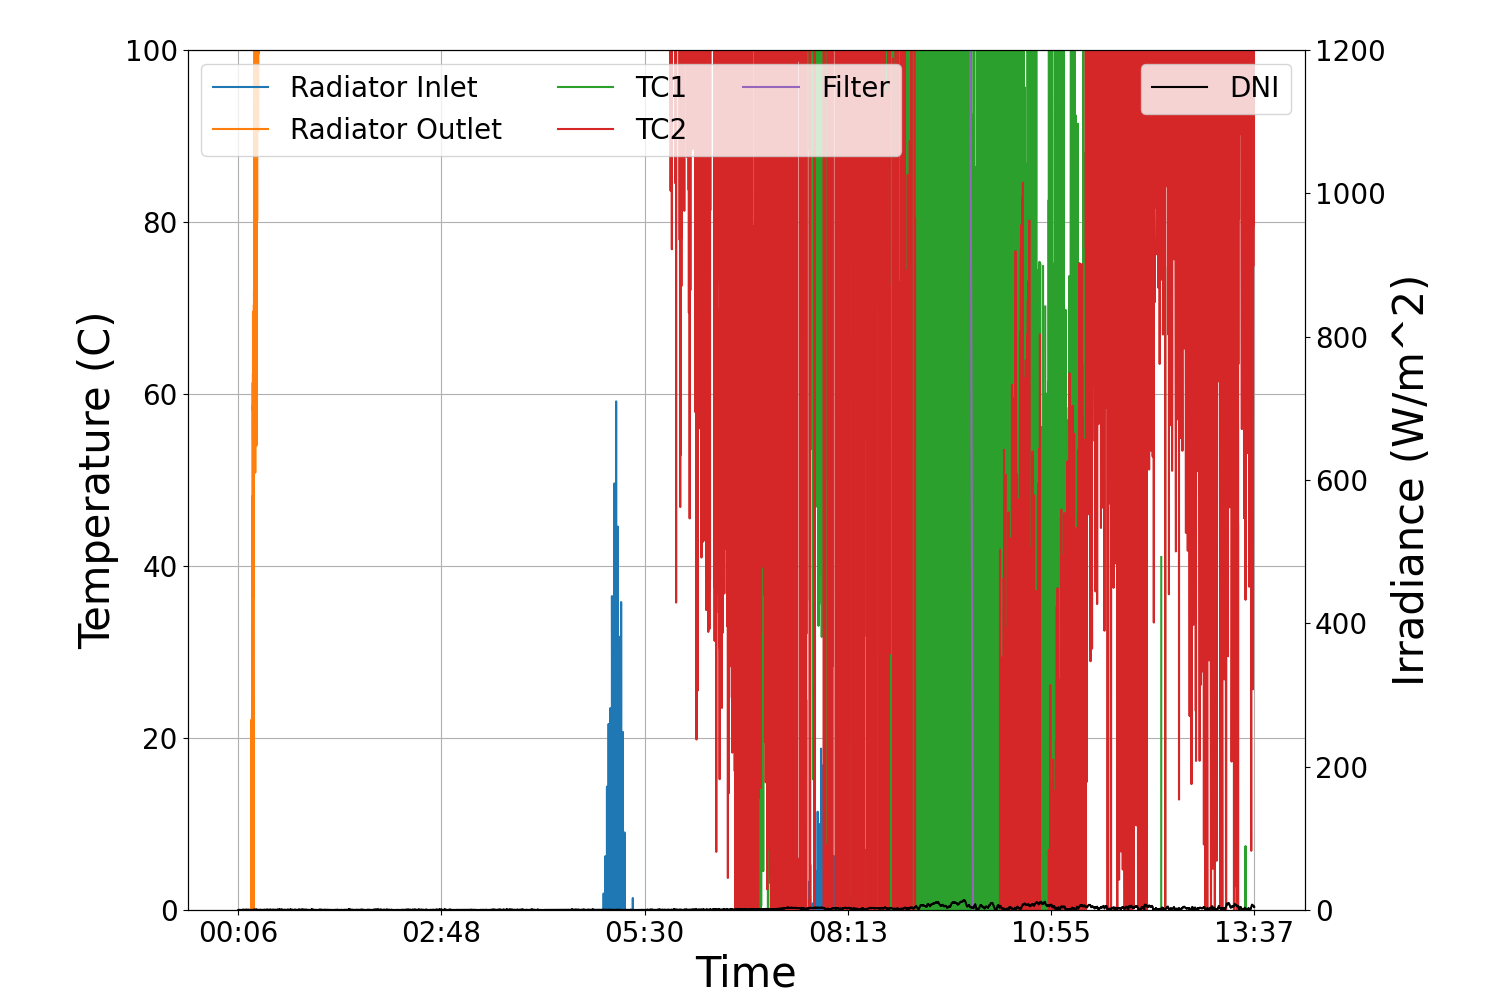 100
80
60
40
20
0
Temperature (C)
Radiator Inlet
Radiator Outlet
TC1
TC2
Filter
DNI
1200
1000
800
600
400
200
0
Irradiance (W/m^2)
00:06 02:48 05:30 08:13 10:55 13:37
Time